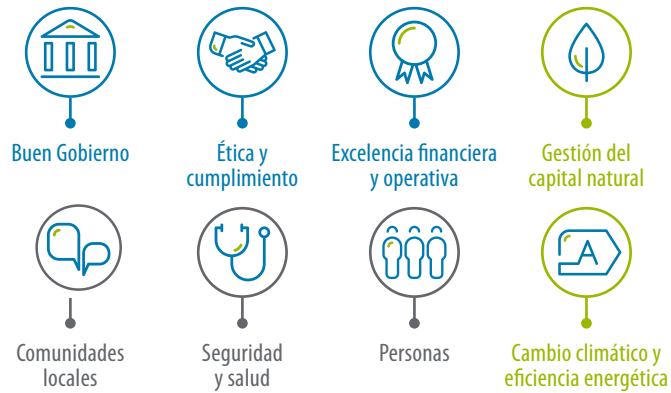 Buen Gobierno
Ética y
cumplimiento
Excelencia financiera
y operativa
Gestión del
capital natural
A
Comunidades
locales
Seguridad
y salud
Personas
Cambio climático y
eficiencia energética